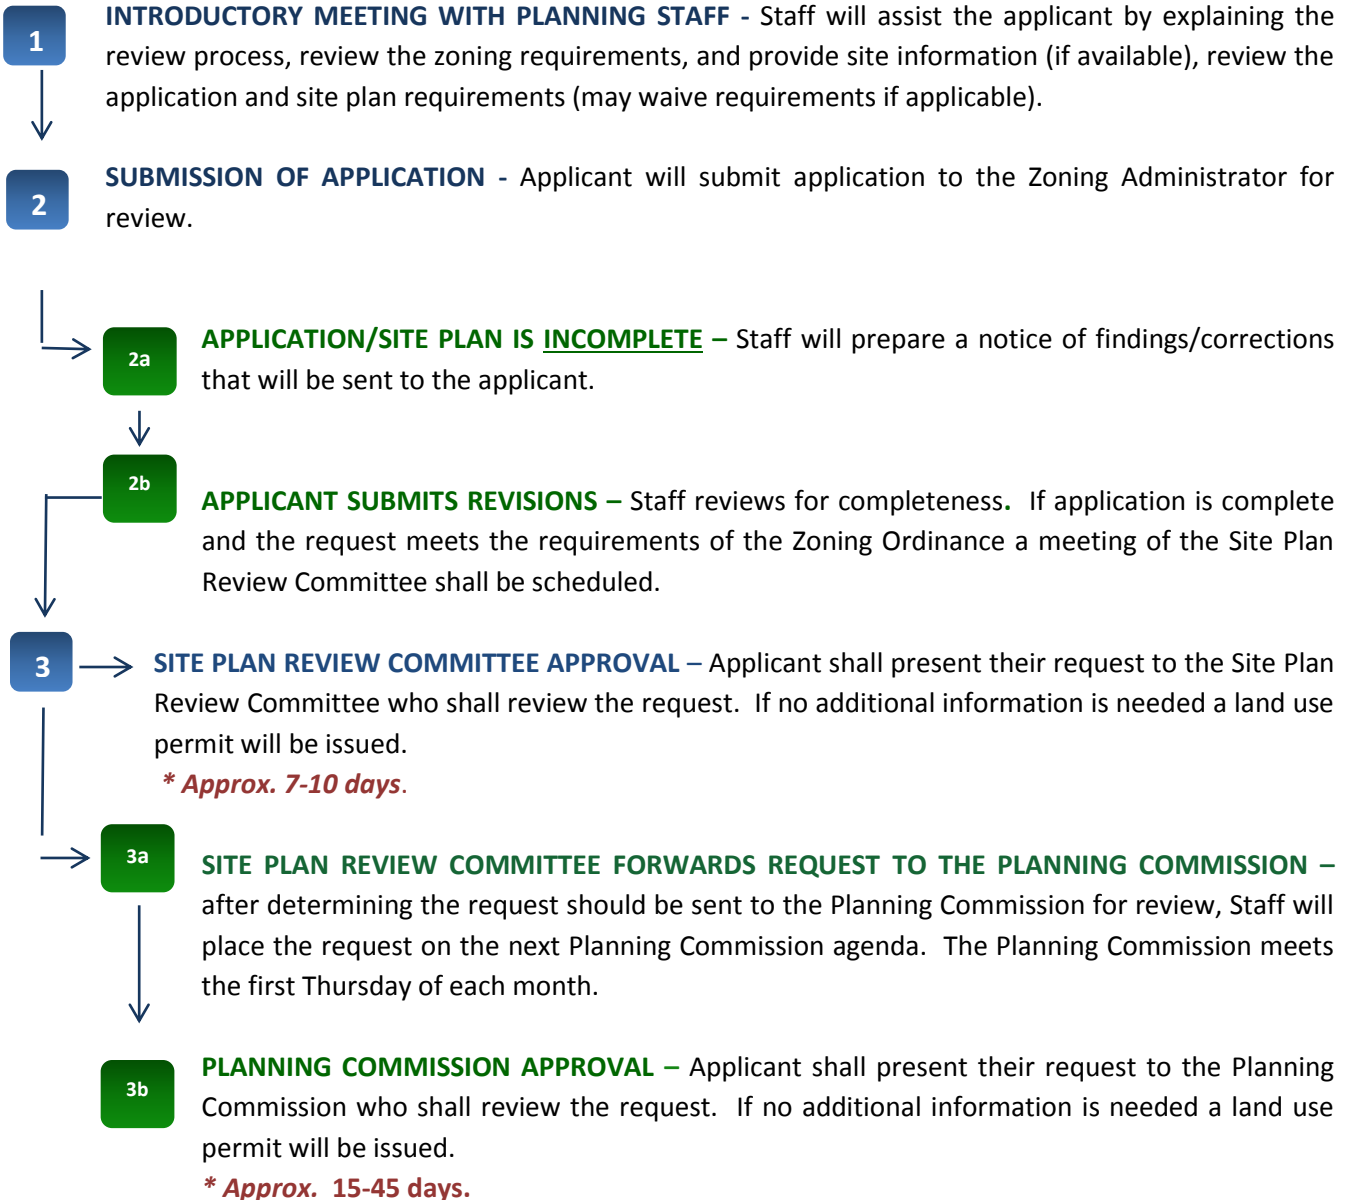 1
INTRODUCTORY MEETING WITH PLANNING STAFF - Staff will assist the applicant by explaining the
review process, review the zoning requirements, and provide site information (if available), review the
application and site plan requirements (may waive requirements if applicable).
2
SUBMISSION OF APPLICATION - Applicant will submit application to the Zoning Administrator for
review.
2a
APPLICATION/SITE PLAN IS INCOMPLETE – Staff will prepare a notice of findings/corrections
that will be sent to the applicant.
2b
APPLICANT SUBMITS REVISIONS – Staff reviews for completeness. If application is complete
and the request meets the requirements of the Zoning Ordinance a meeting of the Site Plan
Review Committee shall be scheduled.
3
SITE PLAN REVIEW COMMITTEE APPROVAL – Applicant shall present their request to the Site Plan
Review Committee who shall review the request. If no additional information is needed a land use
permit will be issued.
* Approx. 7-10 days.
3a
SITE PLAN REVIEW COMMITTEE FORWARDS REQUEST TO THE PLANNING COMMISSION –
after determining the request should be sent to the Planning Commission for review, Staff will
place the request on the next Planning Commission agenda. The Planning Commission meets
the first Thursday of each month.
3b
PLANNING COMMISSION APPROVAL – Applicant shall present their request to the Planning
Commission who shall review the request. If no additional information is needed a land use
permit will be issued.
* Approx. 15-45 days.